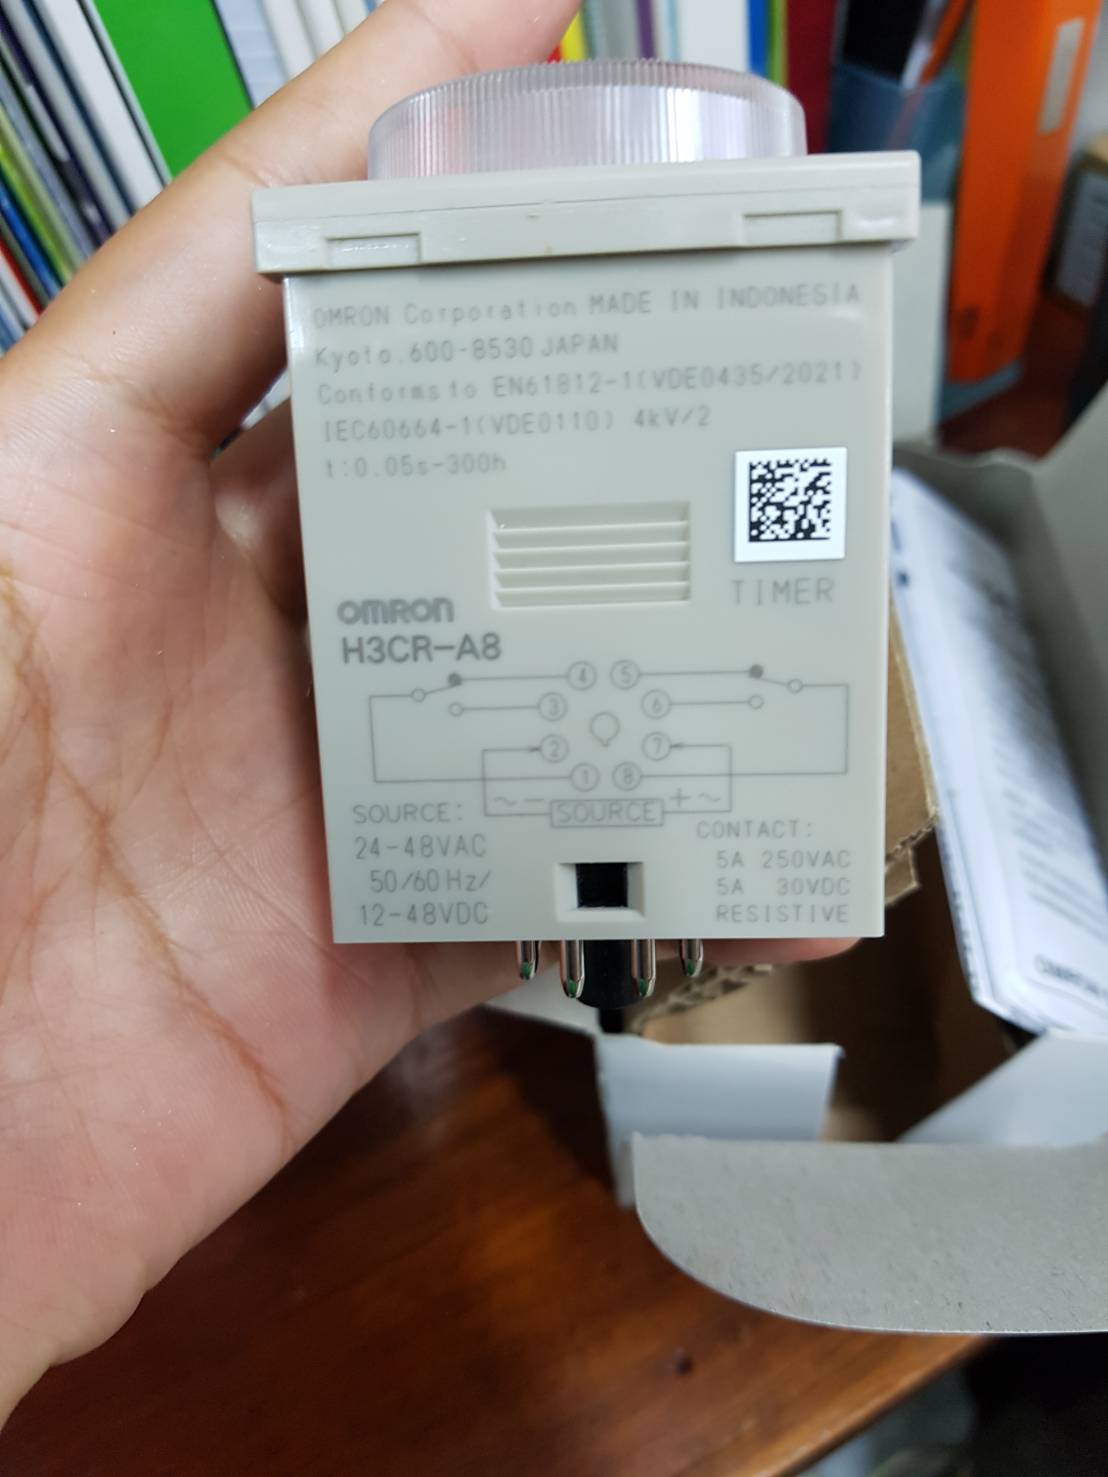 OMRON Corporation MADE IN INDONESIA
Kyoto.600-8530 JAPAN
Conforms to EN61812-1(VDE0435/2021)
IEC60664-1(VDE0110) 4kV/2
t:0.05s-300h
TIMER
OMRON
H3CR-A8
4 5
3 6
2 7
1 8
~ - SOURCE + ~
SOURCE:
24-48VAC
50/60Hz/
12-48VDC
CONTACT:
5A 250VAC
5A 30VDC
RESISTIVE